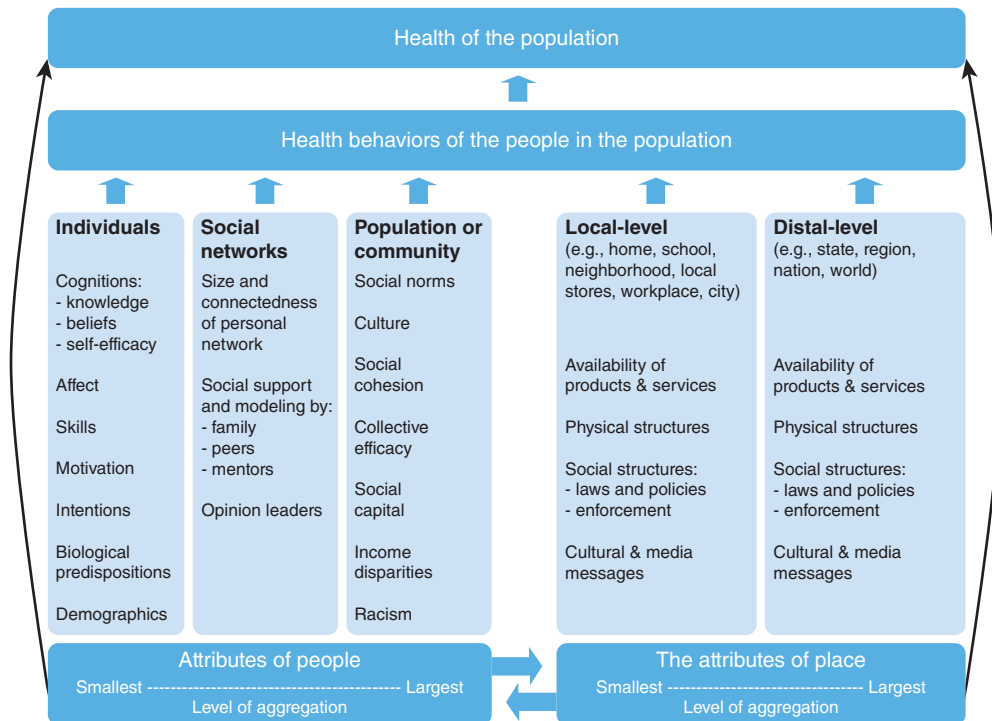 Health of the population
Health behaviors of the people in the population
Individuals
Cognitions:
- knowledge
- beliefs
- self-efficacy
Affect
Skills
Motivation
Intentions
Biological
predispositions
Demographics
Social
networks
Size and
connectedness
of personal
network
Social support
and modeling by:
- family
- peers
- mentors
Opinion leaders
Population or
community
Social norms
Culture
Social
cohesion
Collective
efficacy
Social
capital
Income
disparities
Racism
Local-level
(e.g., home, school,
neighborhood, local
stores, workplace, city)
Availability of
products & services
Physical structures
Social structures:
- laws and policies
- enforcement
Cultural & media
messages
Distal-level
(e.g., state, region,
nation, world)
Availability of
products & services
Physical structures
Social structures:
- laws and policies
- enforcement
Cultural & media
messages
Attributes of people
Smallest ------------------------------------------ Largest
Level of aggregation
The attributes of place
Smallest -------------------------------- Largest
Level of aggregation